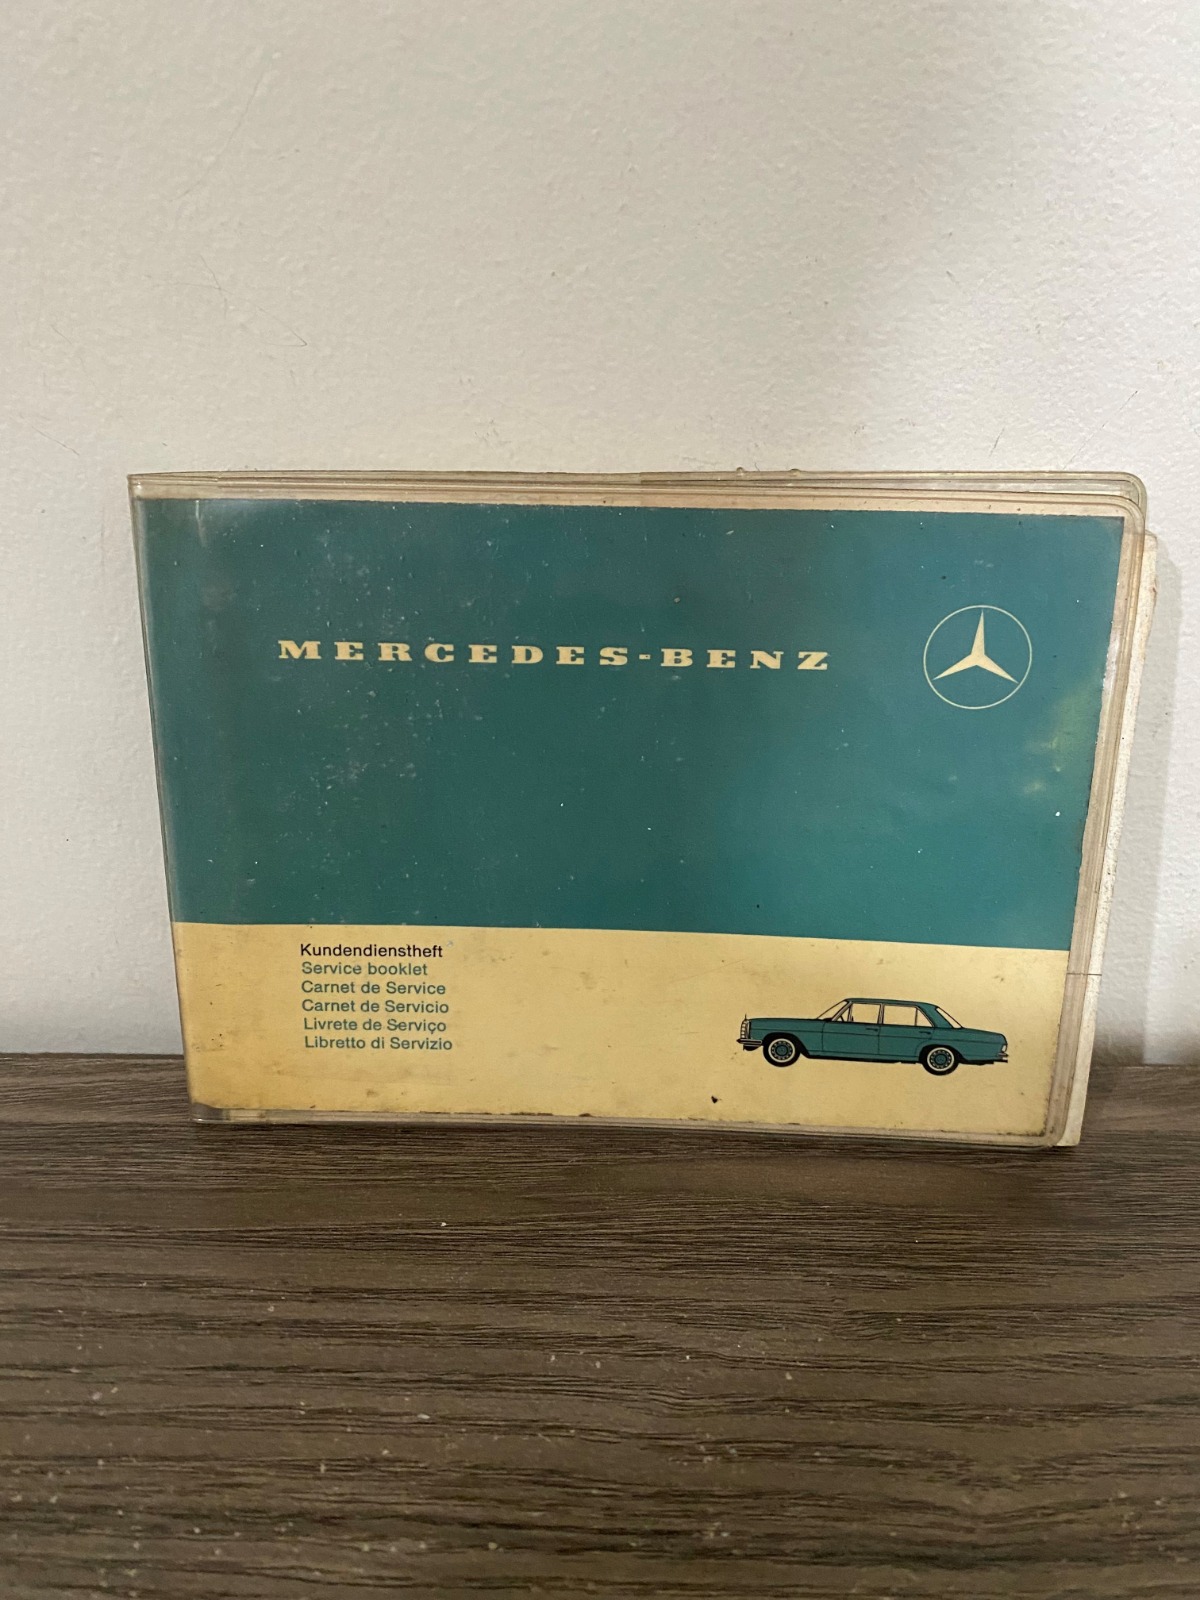 MERCEDES-BENZ
Kundendienstheft
Service booklet
Carnet de Service
Carnet de Servicio
Livrete de Serviço
Libretto di Servizio